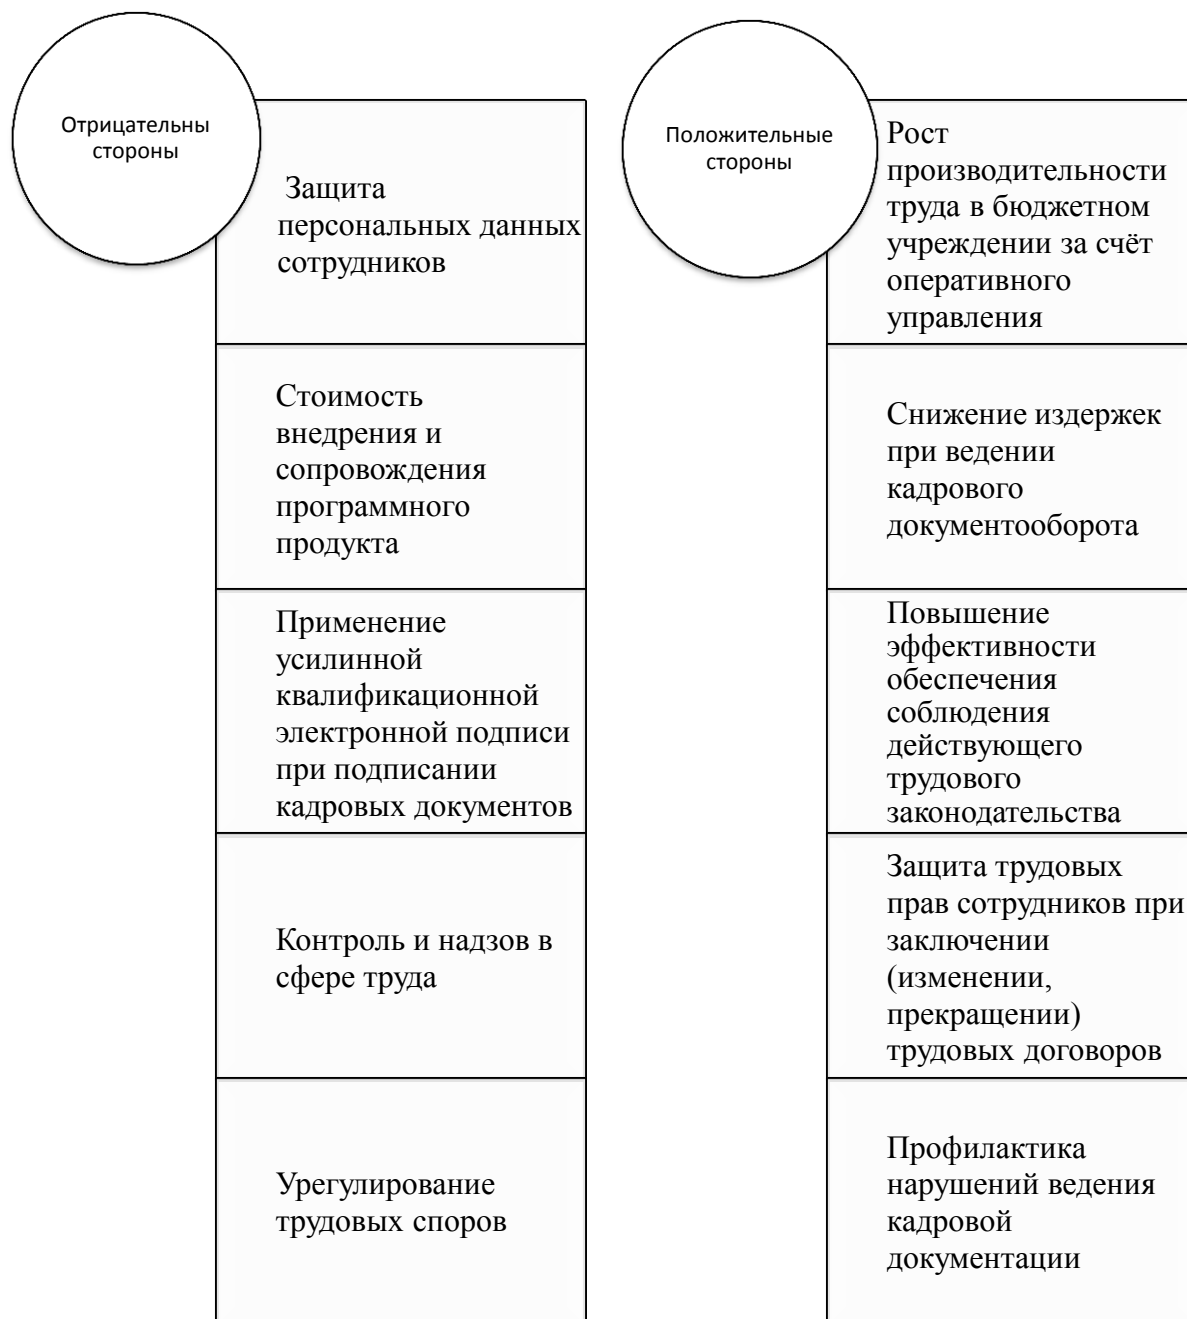 Отрицательны
стороны
Защита
персональных данных
сотрудников
Стоимость
внедрения и
сопровождения
программного
продукта
Применение
усилинной
квалификационной
электронной подписи
при подписании
кадровых документов
Контроль и надзов в
сфере труда
Урегулирование
трудовых споров
Положительные
стороны
Рост
производительности
труда в бюджетном
учреждении за счёт
оперативного
управления
Снижение издержек
при ведении
кадрового
документооборота
Повышение
эффективности
обеспечения
соблюдения
действующего
трудового
законодательства
Защита трудовых
прав сотрудников при
заключении
(изменении,
прекращении)
трудовых договоров
Профилактика
нарушений ведения
кадровой
документации